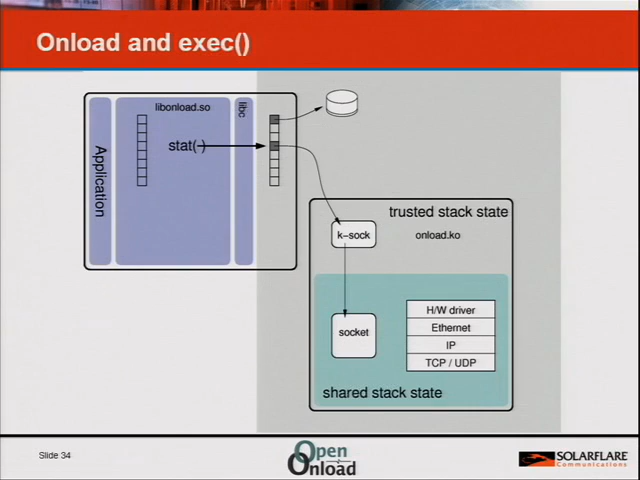 Onload and exec()
libonload.so
libc
Application
stat(·)
trusted stack state
k-sock
onload.ko
H/W driver
Ethernet
IP
TCP / UDP
socket
shared stack state
Slide 34
Open
Onload
SOLARFLARE
Communications